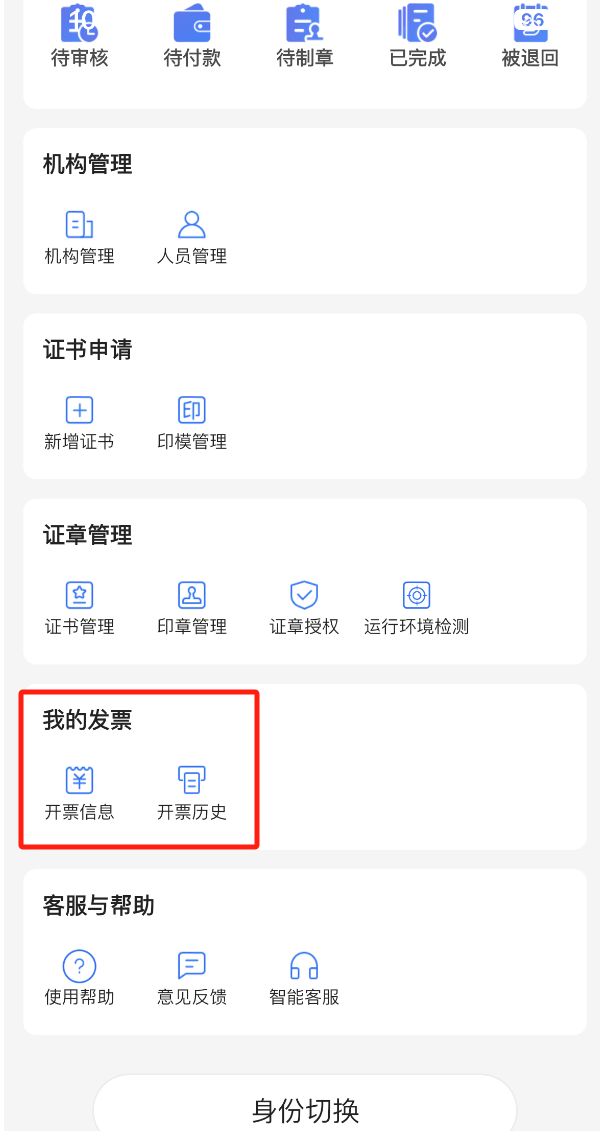 10
96
待审核 待付款 待制章 已完成 被退回
机构管理
机构管理 人员管理
证书申请
印
新增证书 印模管理
证章管理
证书管理 印章管理 证章授权 运行环境检测
我的发票
¥
开票信息 开票历史
客服与帮助
?
使用帮助 意见反馈 智能客服
身份切换